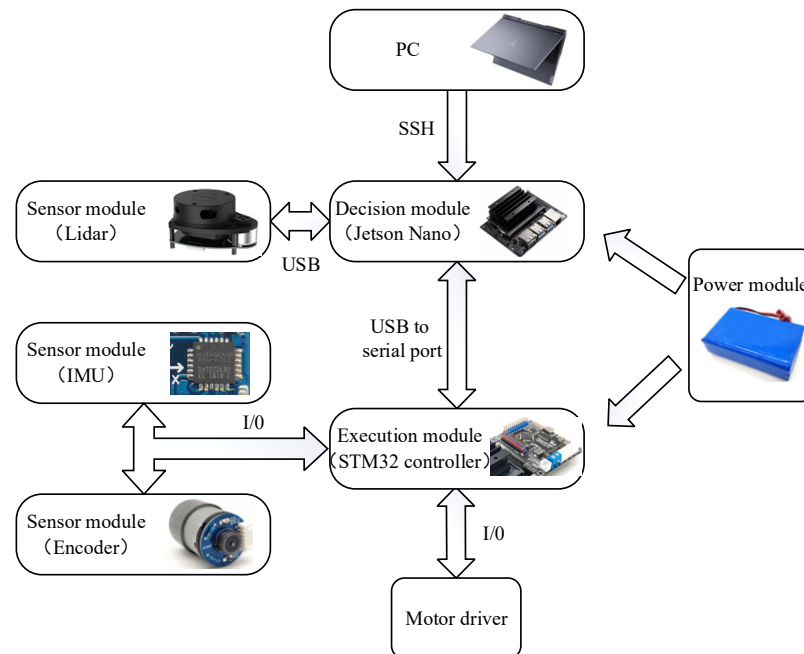 PC
SSH
Sensor module
（Lidar）
USB
Decision module
（Jetson Nano）
Power module
USB to
serial port
Sensor module
（IMU）
I/0
Execution module
（STM32 controller）
Sensor module
（Encoder）
I/0
Motor driver